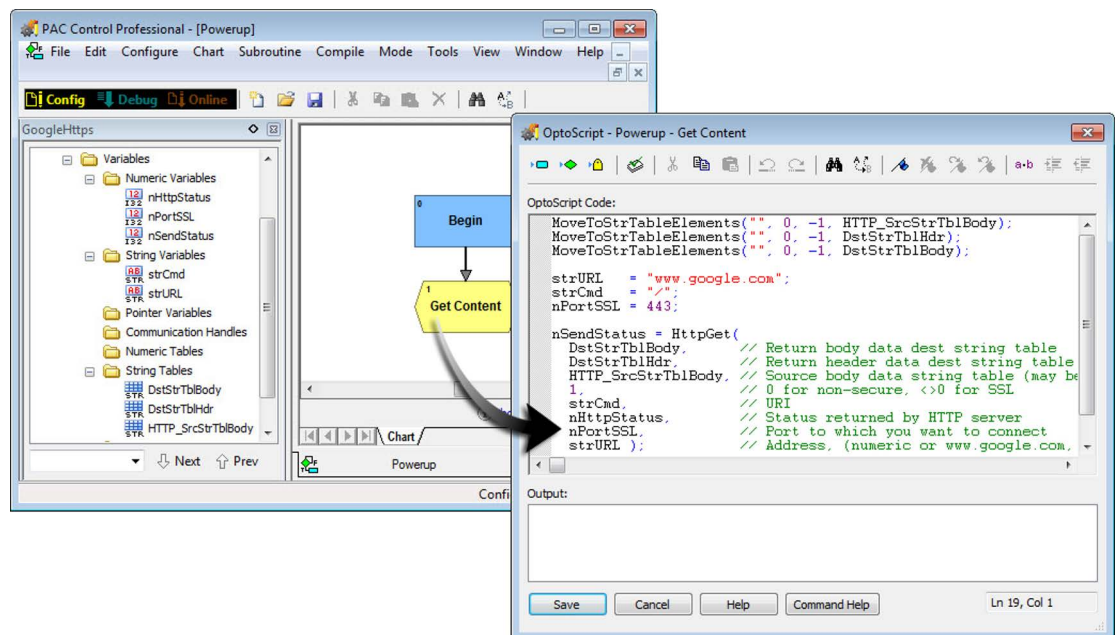 PAC Control Professional - [Powerup]
File Edit Configure Chart Subroutine Compile Mode Tools View Window Help
Config Debug Online
GoogleHttps
Variables
Numeric Variables
nHttpStatus
nPortSSL
nSendStatus
String Variables
strCmd
strURL
Pointer Variables
Communication Handles
Numeric Tables
String Tables
DstStrTblBody
DstStrTblHdr
HTTP_SrcStrTblBody
Next Prev
0
Begin
1
Get Content
Chart
Powerup
OptoScript - Powerup - Get Content
OptoScript Code:
MoveToStrTableElements("", 0, -1, HTTP_SrcStrTblBody);
MoveToStrTableElements("", 0, -1, DstStrTblHdr);
MoveToStrTableElements("", 0, -1, DstStrTblBody);
strURL = "www.google.com";
strCmd = "/";
nPortSSL = 443;
nSendStatus = HttpGet(
DstStrTblBody, // Return body data dest string table
DstStrTblHdr, // Return header data dest string table
HTTP_SrcStrTblBody, // Source body data string table (may be
1, // 0 for non-secure, <>0 for SSL
strCmd, // URI
nHttpStatus, // Status returned by HTTP server
nPortSSL, // Port to which you want to connect
strURL ); // Address, (numeric or www.google.com,
Output:
Save Cancel Help Command Help Ln 19, Col 1